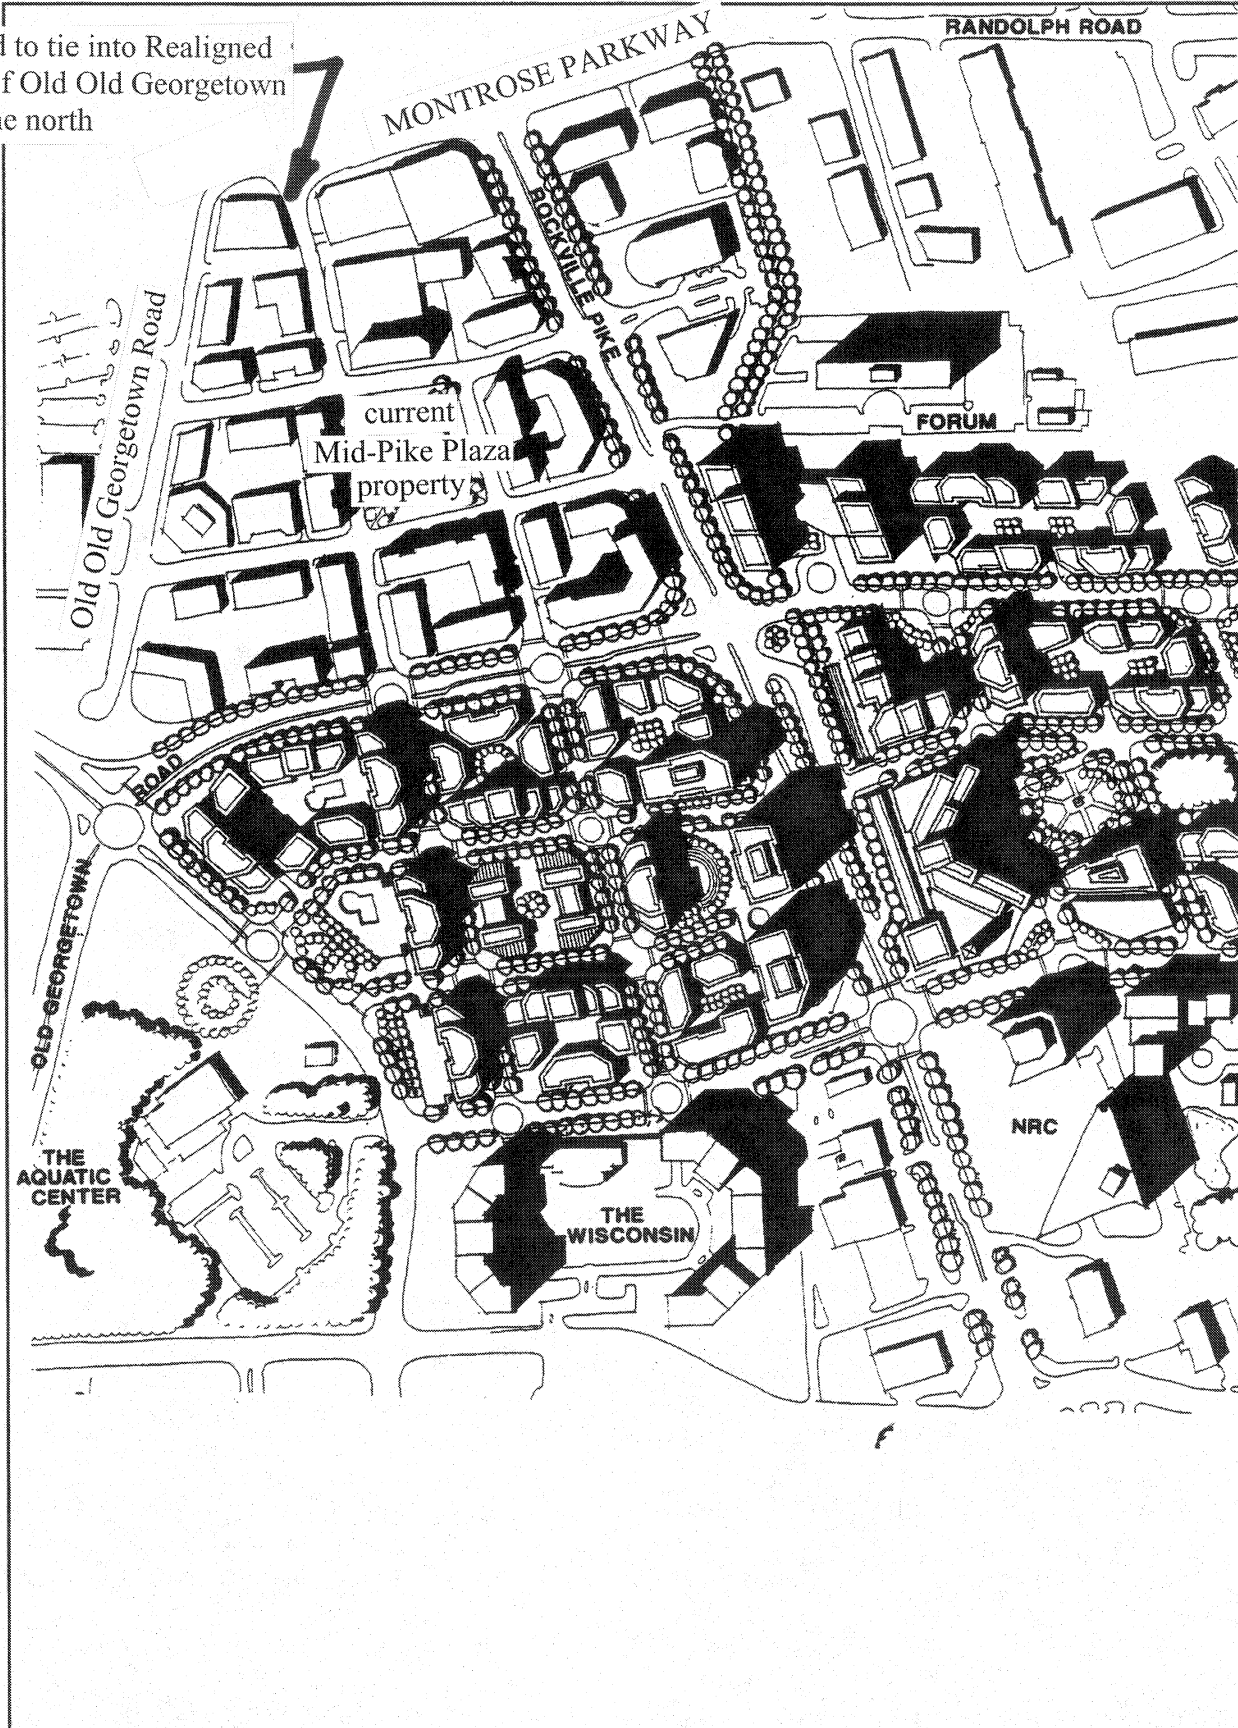 d to tie into Realigned
f Old Old Georgetown
e north
MONTROSE PARKWAY
RANDOLPH ROAD
ROCKVILLE PIKE
Old Old Georgetown Road
current
Mid-Pike Plaza
property
FORUM
ROAD
OLD GEORGETOWN
THE
AQUATIC
CENTER
THE
WISCONSIN
NRC